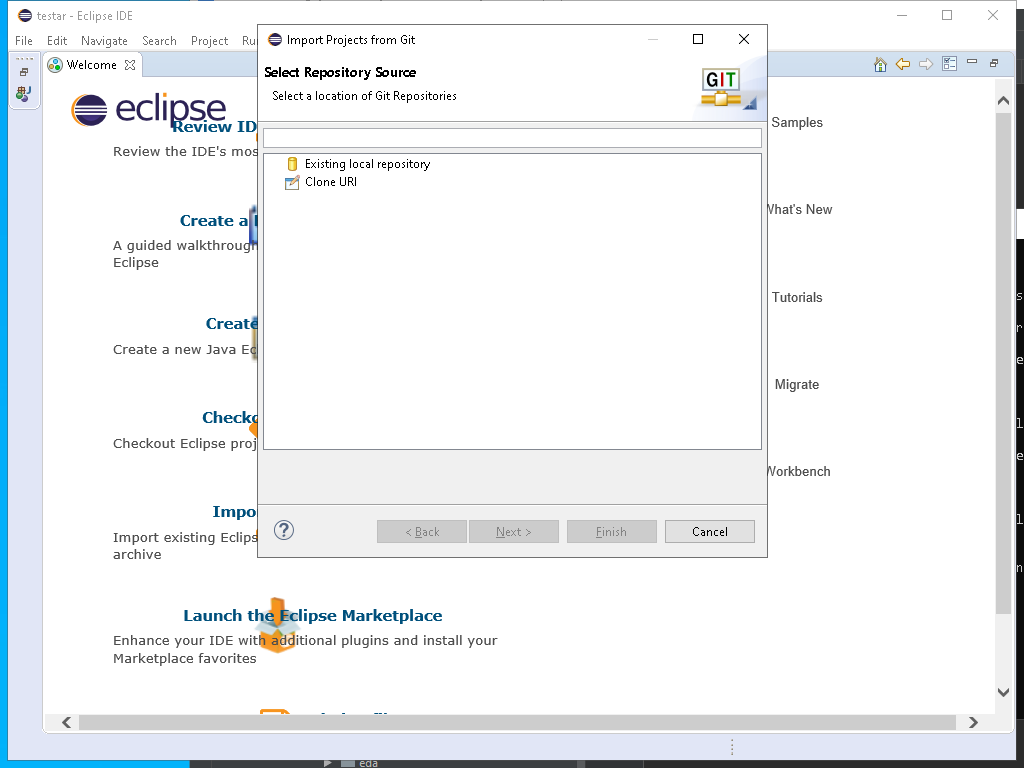 testar - Eclipse IDE
File Edit Navigate Search Project Ru
Welcome
eclipse
Review ID
Review the IDE's mos
Create a
A guided walkthrough
Eclipse
Create
Create a new Java Ec
Checko
Checkout Eclipse proj
Impo
Import existing Eclips
archive
Launch the Eclipse Marketplace
Enhance your IDE with additional plugins and install your
Marketplace favorites
Import Projects from Git
Select Repository Source
Select a location of Git Repositories
GIT
Existing local repository
Clone URI
? < Back Next > Finish Cancel
Samples
What's New
Tutorials
Migrate
Workbench
eda